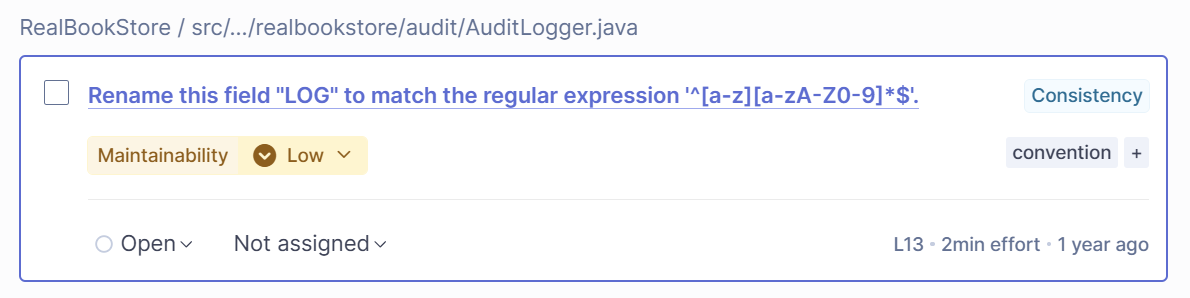 RealBookStore / src/.../realbookstore/audit/AuditLogger.java
Rename this field "LOG" to match the regular expression '^[a-z][a-zA-Z0-9]*$'.
Consistency
Maintainability Low
convention +
Open Not assigned
L13 • 2min effort • 1 year ago